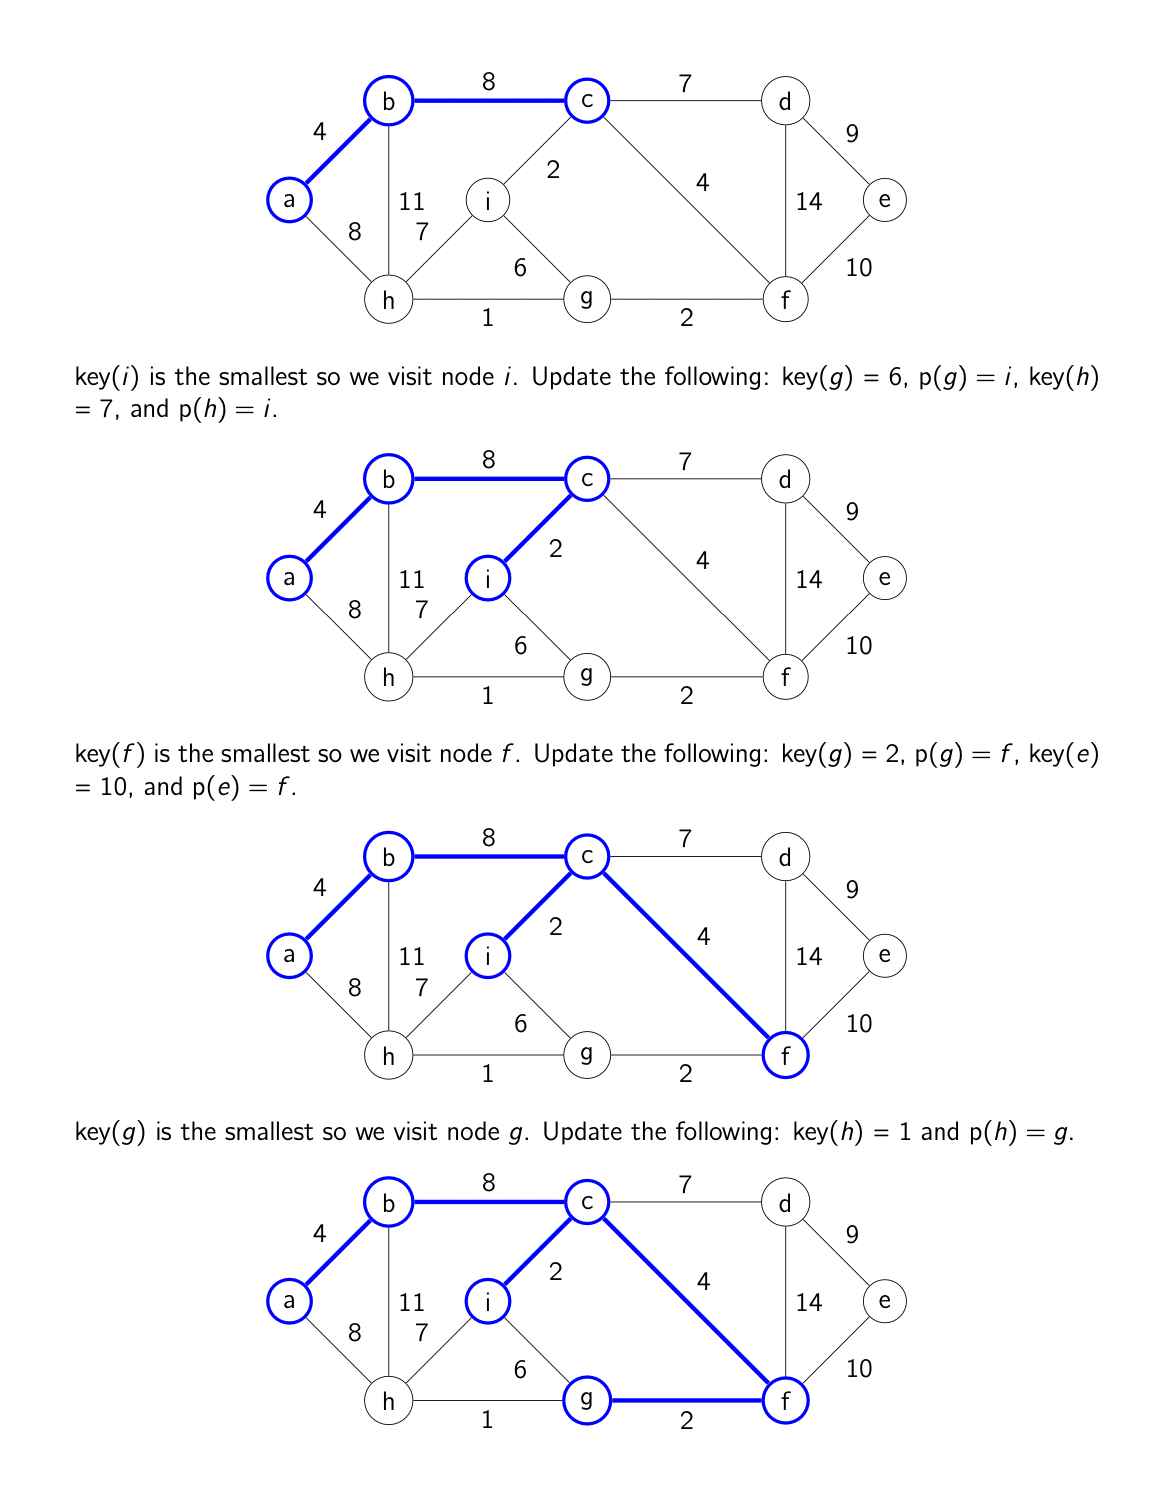 8
7
b
c
d
4
9
2
4
a
11
i
14
e
8
7
6
10
h
g
f
1
2
key(i) is the smallest so we visit node i. Update the following: key(g) = 6, p(g) = i, key(h)
= 7, and p(h) = i.
8
7
b
c
d
4
9
2
4
a
11
i
14
e
8
7
6
10
h
g
f
1
2
key(f) is the smallest so we visit node f. Update the following: key(g) = 2, p(g) = f, key(e)
= 10, and p(e) = f.
8
7
b
c
d
4
9
2
4
a
11
i
14
e
8
7
6
10
h
g
f
1
2
key(g) is the smallest so we visit node g. Update the following: key(h) = 1 and p(h) = g.
8
7
b
c
d
4
9
2
4
a
11
i
14
e
8
7
6
10
h
g
f
1
2